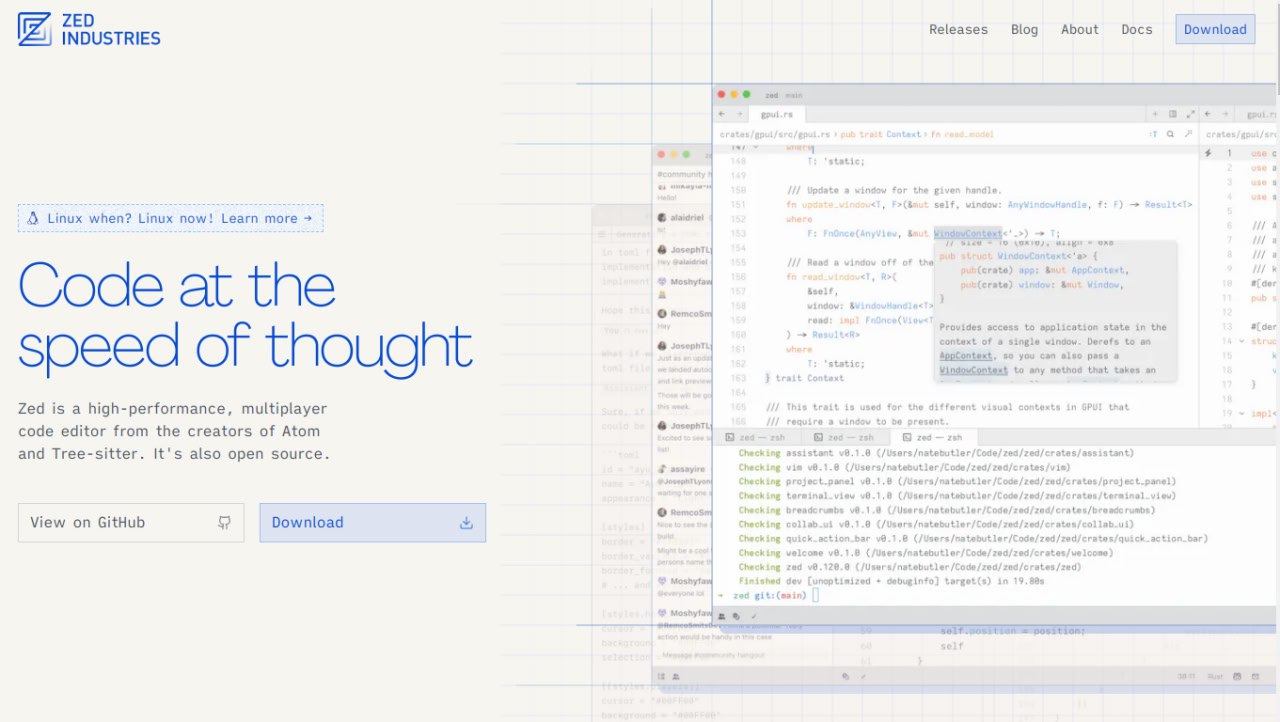 ZED
INDUSTRIES
Releases
Blog
About
Docs
Download
Linux when? Linux now! Learn more →
Code at the
speed of thought
Zed is a high-performance, multiplayer
code editor from the creators of Atom
and Tree-sitter. It's also open source.
View on GitHub
Download
zed main
gpui.rs
crates/gpui/src/gpui.rs › pub trait Context › fn read_model
147 where
148 T: 'static;
149
150 /// Update a window for the given handle.
151 fn update_window<T, F>(&mut self, window: AnyWindowHandle, f: F) → Result<T>
152 where
153 F: FnOnce(AnyView, &mut WindowContext<'_>) → T;
// size = 16 (0x10), align = 0x8
pub struct WindowContext<'a> {
pub(crate) app: &mut AppContext,
pub(crate) window: &mut Window,
}
Provides access to application state in the
context of a single window. Derefs to an
AppContext, so you can also pass a
WindowContext to any method that takes an
155 /// Read a window off of the
156 fn read_window<T, R>(
157 &self,
158 window: &WindowHandle<T>
159 read: impl FnOnce(View<T
160 ) → Result<R>
161 where
162 T: 'static;
163 } trait Context
165 /// This trait is used for the different visual contexts in GPUI that
166 /// require a window to be present.
zed — zsh
zed — zsh
zed — zsh
Checking assistant v0.1.0 (/Users/natebutler/Code/zed/zed/crates/assistant)
Checking vim v0.1.0 (/Users/natebutler/Code/zed/zed/crates/vim)
Checking project_panel v0.1.0 (/Users/natebutler/Code/zed/zed/crates/project_panel)
Checking terminal_view v0.1.0 (/Users/natebutler/Code/zed/zed/crates/terminal_view)
Checking breadcrumbs v0.1.0 (/Users/natebutler/Code/zed/zed/crates/breadcrumbs)
Checking collab_ui v0.1.0 (/Users/natebutler/Code/zed/zed/crates/collab_ui)
Checking quick_action_bar v0.1.0 (/Users/natebutler/Code/zed/zed/crates/quick_action_bar)
Checking welcome v0.1.0 (/Users/natebutler/Code/zed/zed/crates/welcome)
Checking zed v0.120.0 (/Users/natebutler/Code/zed/zed/crates/zed)
Finished dev [unoptimized + debuginfo] target(s) in 19.80s
→ zed git:(main)
#community
Hello!
alaidriel
JosephTLy
Hey @alaidriel
Moshyfaw
RemcoSm
Hey
JosephTLy
Just as an updat
we landed autoc
and link preview
Those will be go
this week.
JosephTLy
Excited to see
list!
assayire
@JosephTLyon
waiting for one
RemcoSm
Nice to see the
build.
Might be a cool
persons name th
Moshyfaw
@everyone lol
Moshyfaw
action would be handy in this case
Message #community hangout
59 self.position = position;
60 self
61 }
Rust
cursor = "#00FF00"